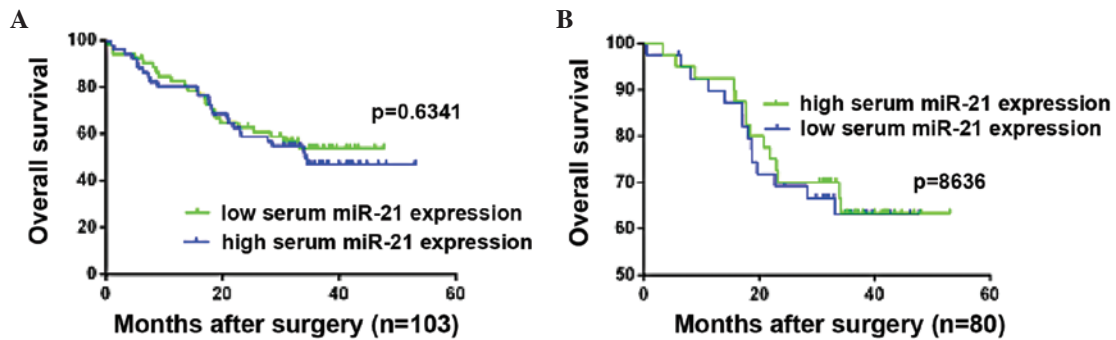 A
100
80
60
40
20
0
Overall survival
p=0.6341
low serum miR-21 expression
high serum miR-21 expression
0 20 40 60
Months after surgery (n=103)
B
100
90
80
70
60
50
Overall survival
high serum miR-21 expression
low serum miR-21 expression
p=8636
0 20 40 60
Months after surgery (n=80)